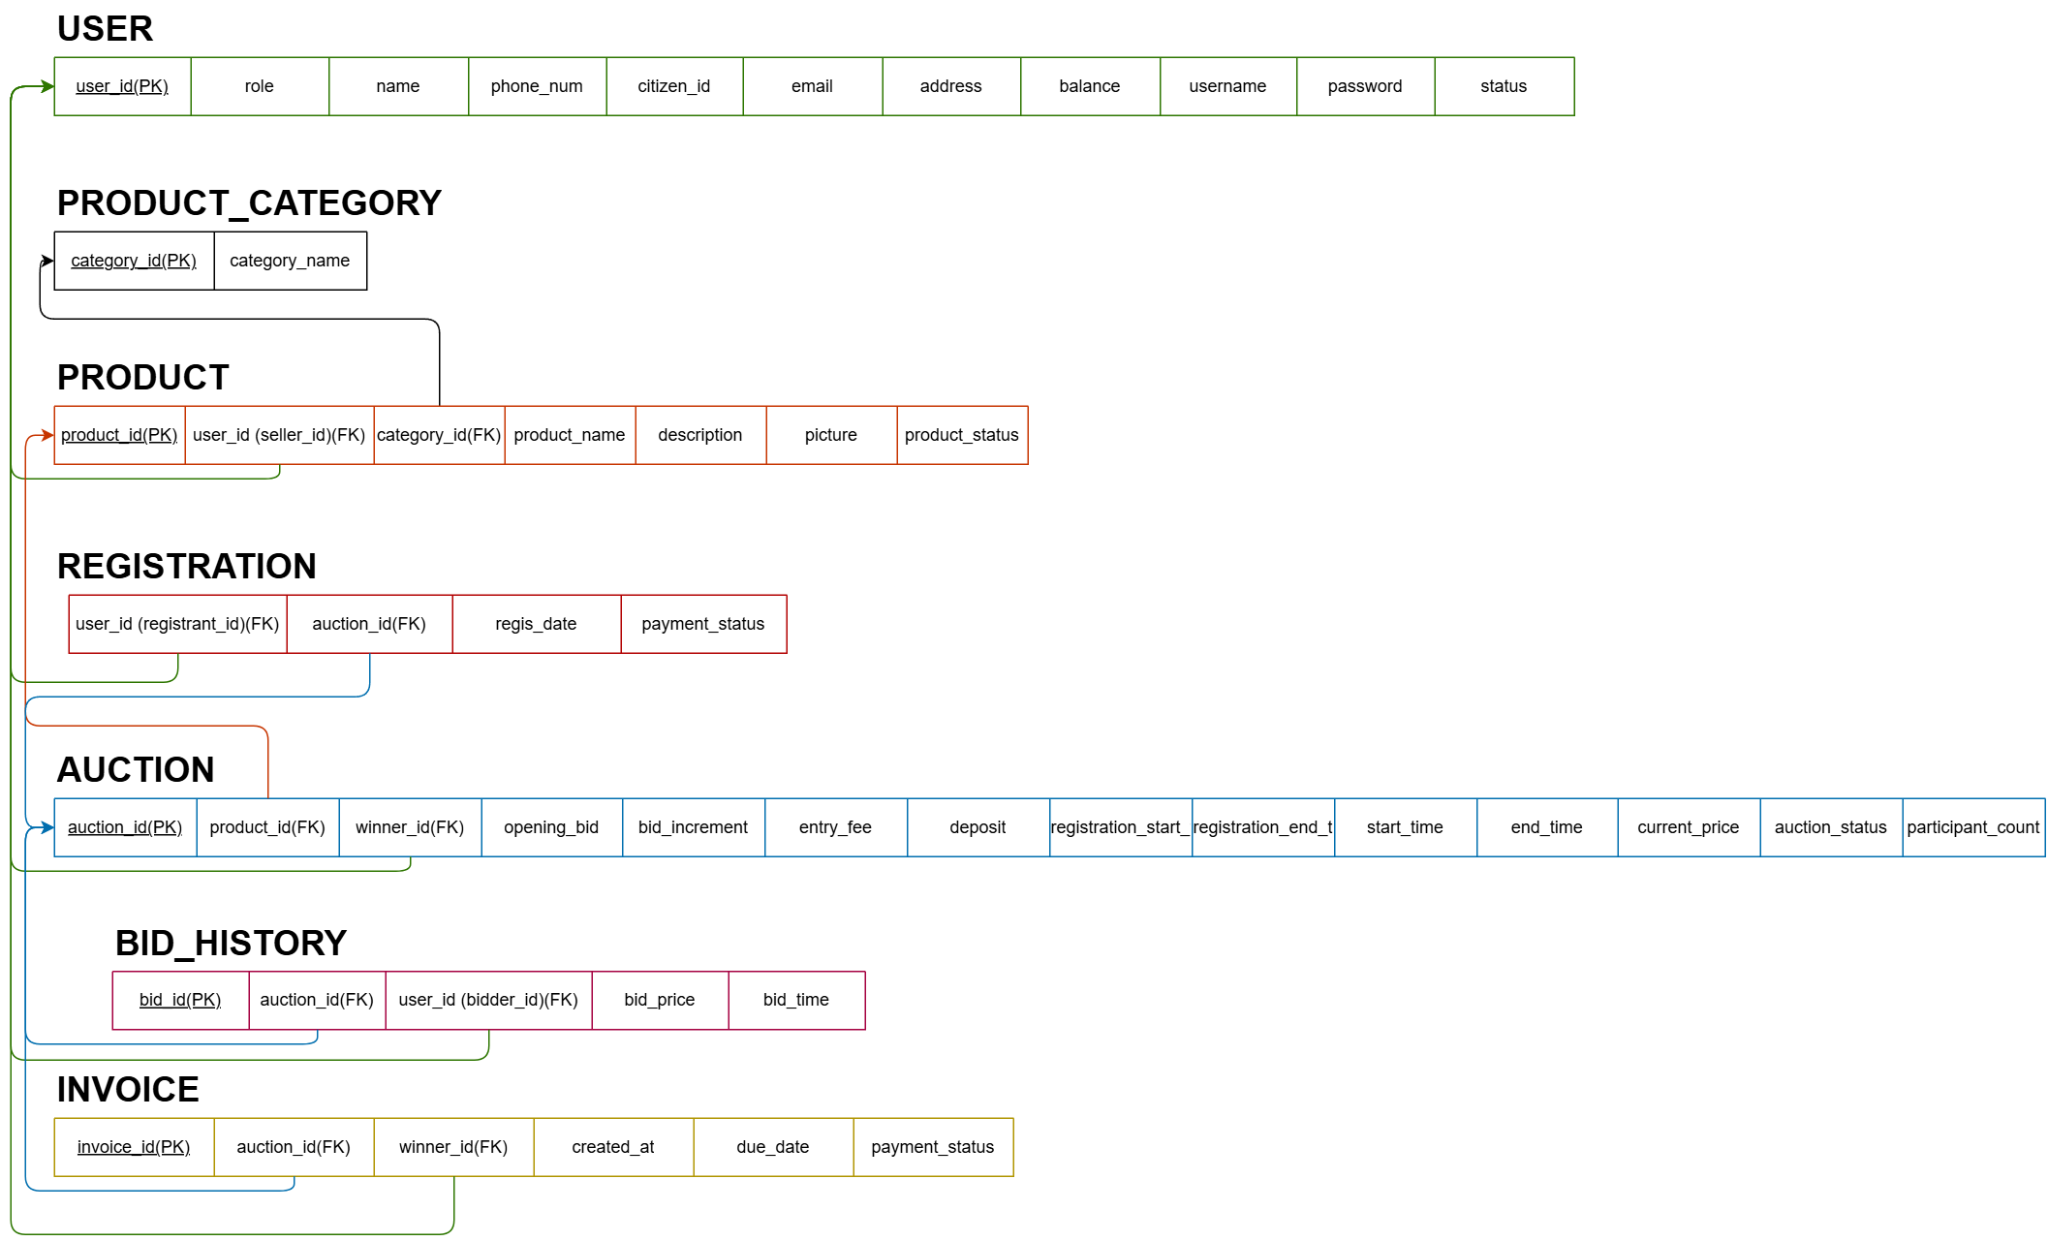 USER
user_id(PK) role name phone_num citizen_id email address balance username password status
PRODUCT_CATEGORY
category_id(PK) category_name
PRODUCT
product_id(PK) user_id (seller_id)(FK) category_id(FK) product_name description picture product_status
REGISTRATION
user_id (registrant_id)(FK) auction_id(FK) regis_date payment_status
AUCTION
auction_id(PK) product_id(FK) winner_id(FK) opening_bid bid_increment entry_fee deposit registration_start_ registration_end_t start_time end_time current_price auction_status participant_count
BID_HISTORY
bid_id(PK) auction_id(FK) user_id (bidder_id)(FK) bid_price bid_time
INVOICE
invoice_id(PK) auction_id(FK) winner_id(FK) created_at due_date payment_status